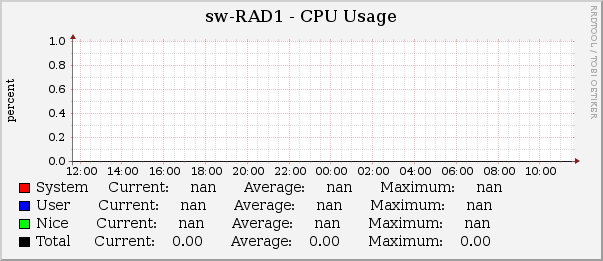 sw-RAD1 - CPU Usage
RRDTOOL / TOBI OETIKER
percent
1.0
0.8
0.6
0.4
0.2
0.0
12:00 14:00 16:00 18:00 20:00 22:00 00:00 02:00 04:00 06:00 08:00 10:00
System Current: nan Average: nan Maximum: nan
User Current: nan Average: nan Maximum: nan
Nice Current: nan Average: nan Maximum: nan
Total Current: 0.00 Average: 0.00 Maximum: 0.00